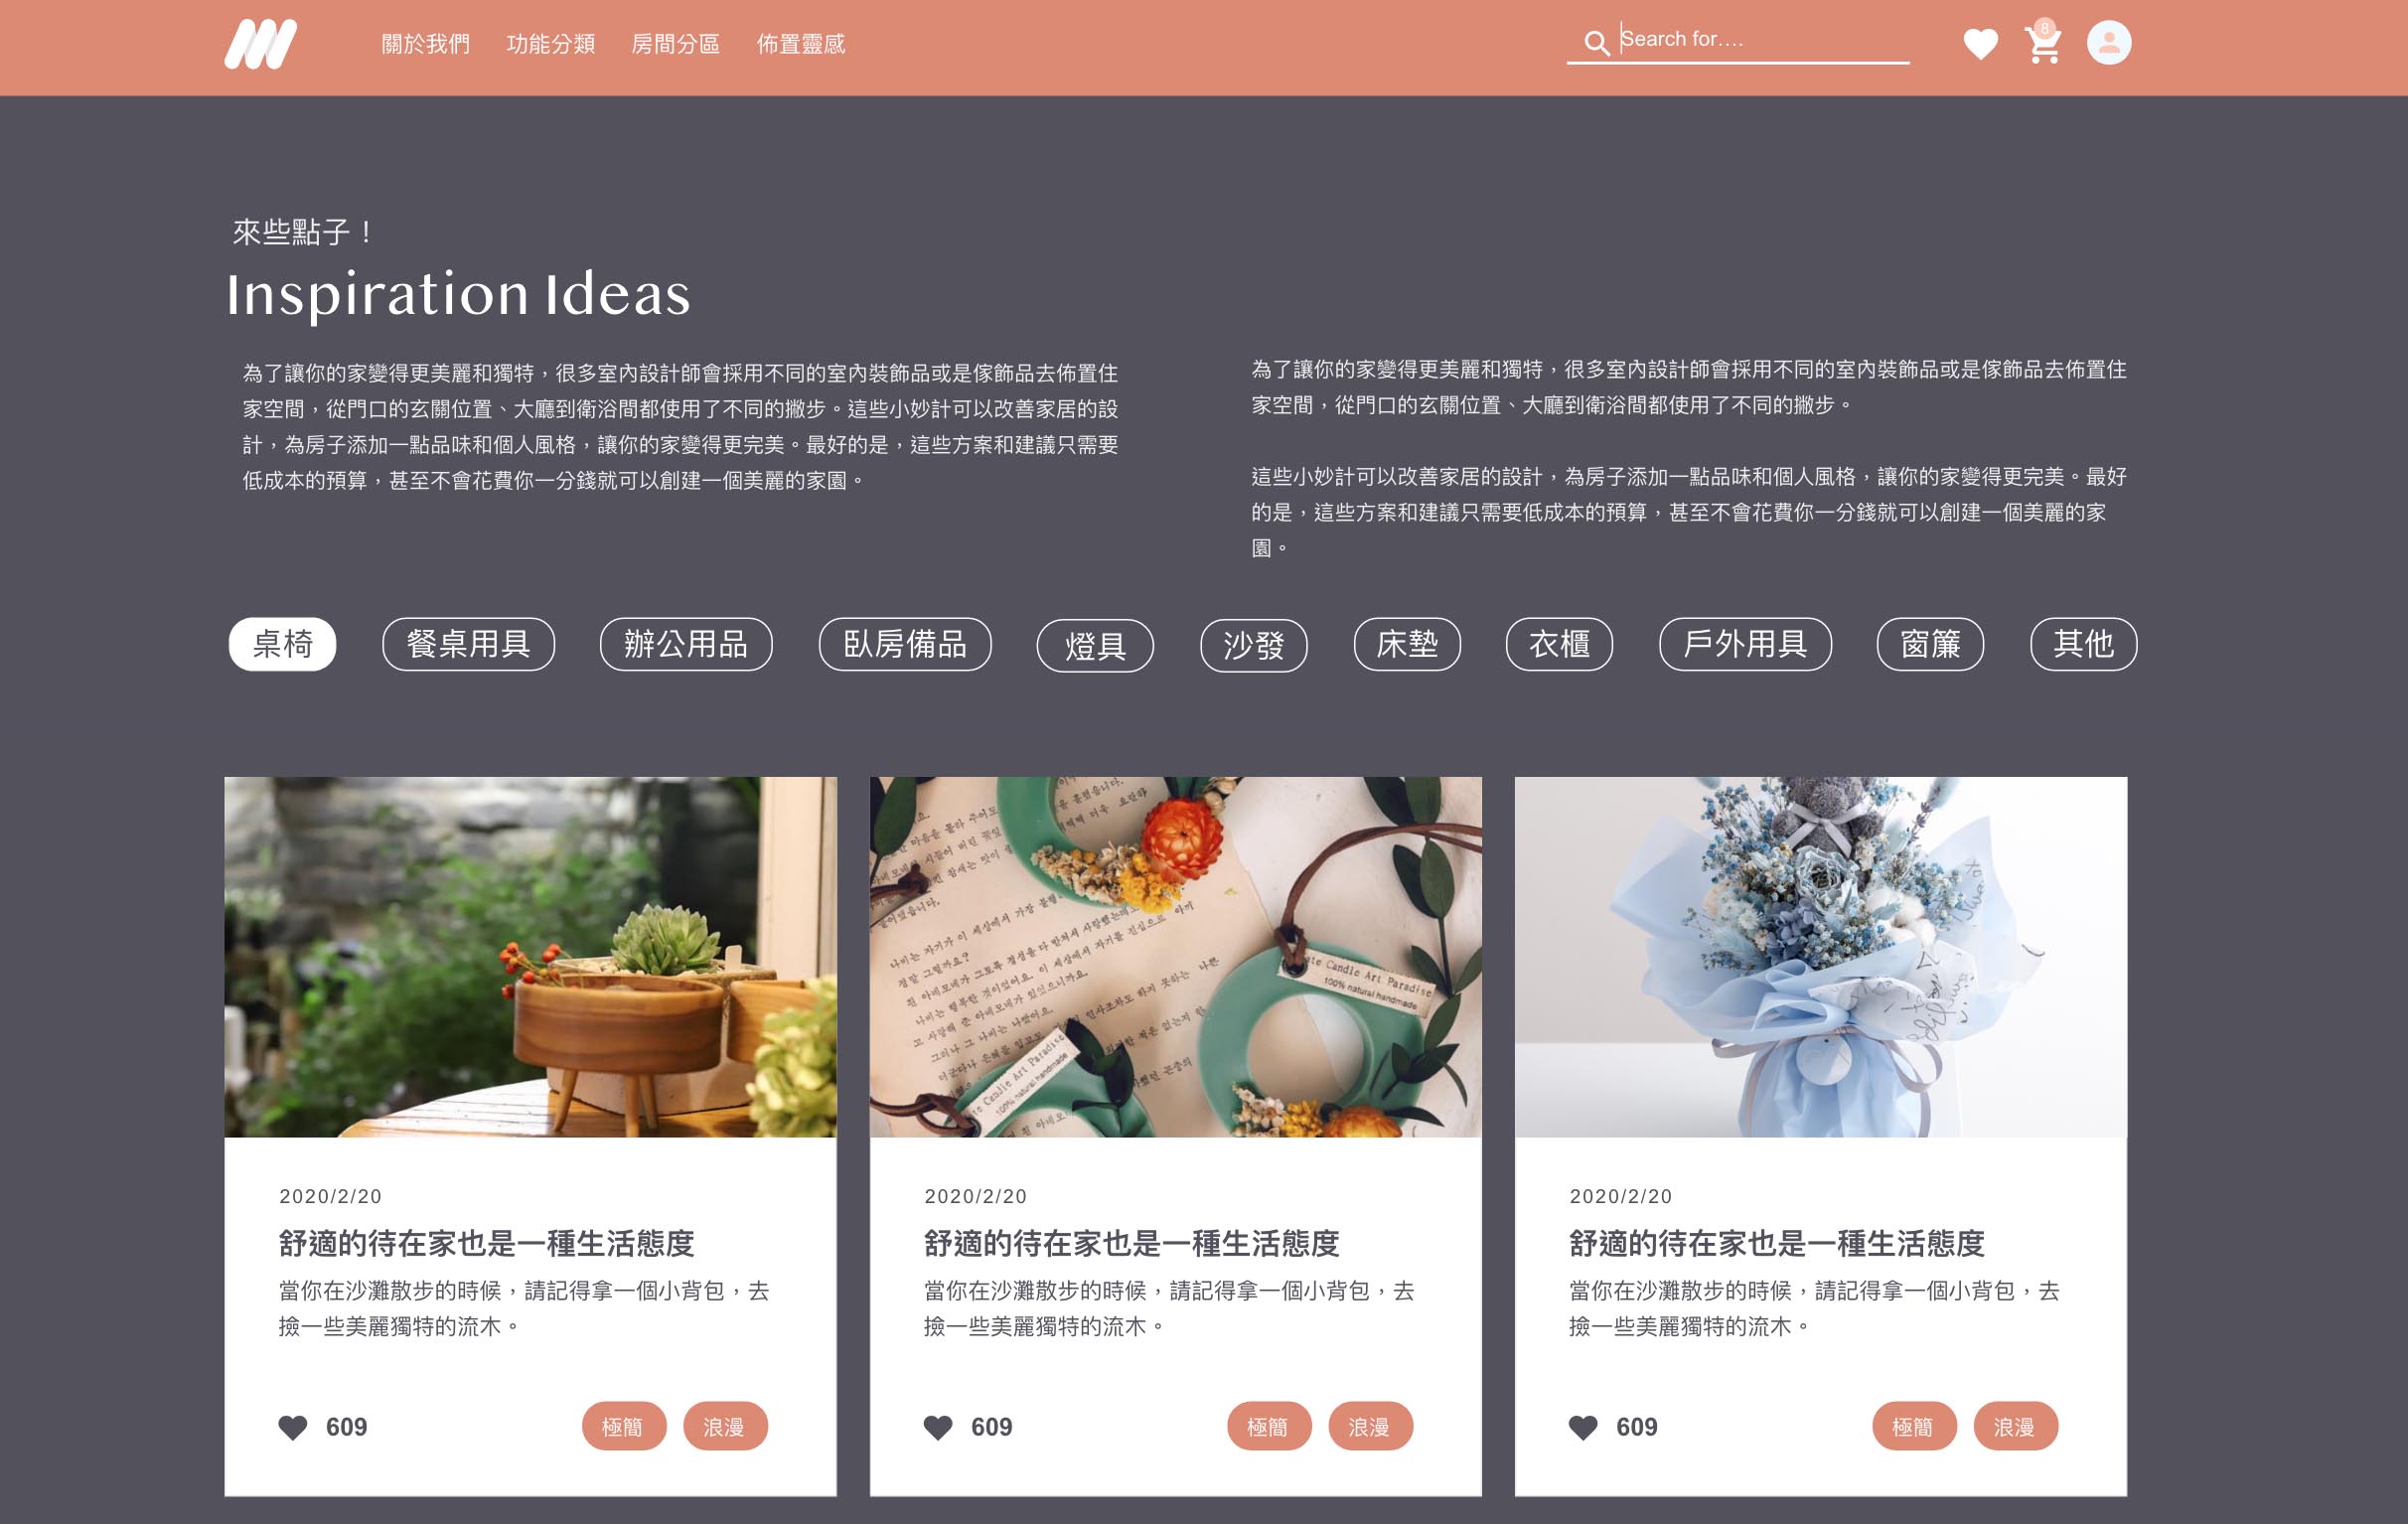 關於我們 功能分類 房間分區 佈置靈感 Search for.... 8
來些點子！
Inspiration Ideas
為了讓你的家變得更美麗和獨特，很多室內設計師會採用不同的室內裝飾品或是傢飾品去佈置住
家空間，從門口的玄關位置、大廳到衛浴間都使用了不同的撇步。這些小妙計可以改善家居的設
計，為房子添加一點品味和個人風格，讓你的家變得更完美。最好的是，這些方案和建議只需要
低成本的預算，甚至不會花費你一分錢就可以創建一個美麗的家園。
為了讓你的家變得更美麗和獨特，很多室內設計師會採用不同的室內裝飾品或是傢飾品去佈置住
家空間，從門口的玄關位置、大廳到衛浴間都使用了不同的撇步。
這些小妙計可以改善家居的設計，為房子添加一點品味和個人風格，讓你的家變得更完美。最好
的是，這些方案和建議只需要低成本的預算，甚至不會花費你一分錢就可以創建一個美麗的家
園。
桌椅 餐桌用具 辦公用品 臥房備品 燈具 沙發 床墊 衣櫃 戶外用具 窗簾 其他
Candle Art Paradise
100% natural handmade
Candle Art Paradise
100% natural handmade
2020/2/20
舒適的待在家也是一種生活態度
當你在沙灘散步的時候，請記得拿一個小背包，去
撿一些美麗獨特的流木。
609 極簡 浪漫
2020/2/20
舒適的待在家也是一種生活態度
當你在沙灘散步的時候，請記得拿一個小背包，去
撿一些美麗獨特的流木。
609 極簡 浪漫
2020/2/20
舒適的待在家也是一種生活態度
當你在沙灘散步的時候，請記得拿一個小背包，去
撿一些美麗獨特的流木。
609 極簡 浪漫